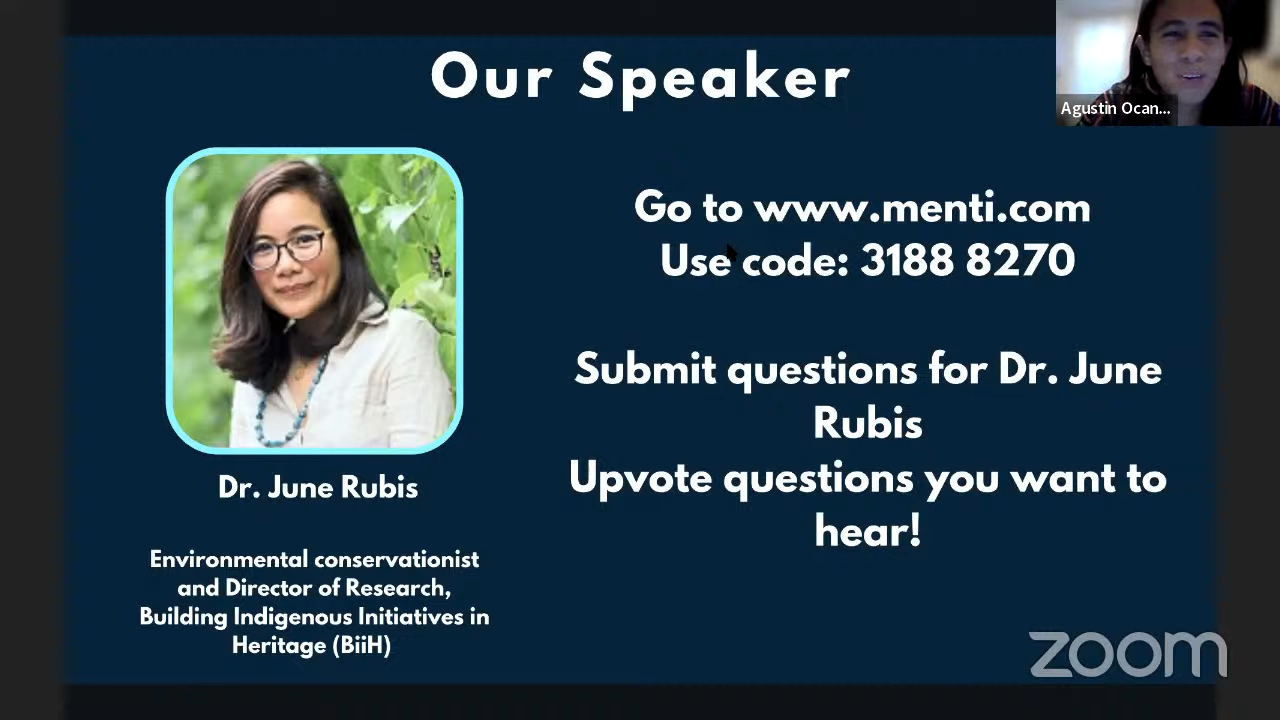 Our Speaker
Agustin Ocan...
Go to www.menti.com
Use code: 3188 8270
Submit questions for Dr. June
Rubis
Upvote questions you want to
hear!
Dr. June Rubis
Environmental conservationist
and Director of Research,
Building Indigenous Initiatives in
Heritage (BiiH)
zoom